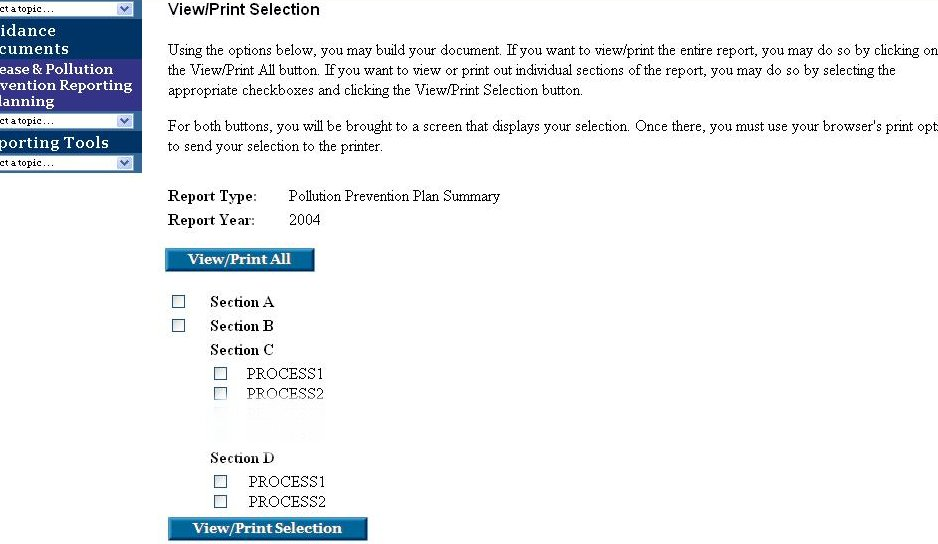 ct a topic...
idance
cuments
ease & Pollution
vention Reporting
lanning
ct a topic...
porting Tools
ct a topic...
View/Print Selection
Using the options below, you may build your document. If you want to view/print the entire report, you may do so by clicking on
the View/Print All button. If you want to view or print out individual sections of the report, you may do so by selecting the
appropriate checkboxes and clicking the View/Print Selection button.
For both buttons, you will be brought to a screen that displays your selection. Once there, you must use your browser's print opt
to send your selection to the printer.
Report Type: Pollution Prevention Plan Summary
Report Year: 2004
View/Print All
Section A
Section B
Section C
PROCESS1
PROCESS2
Section D
PROCESS1
PROCESS2
View/Print Selection